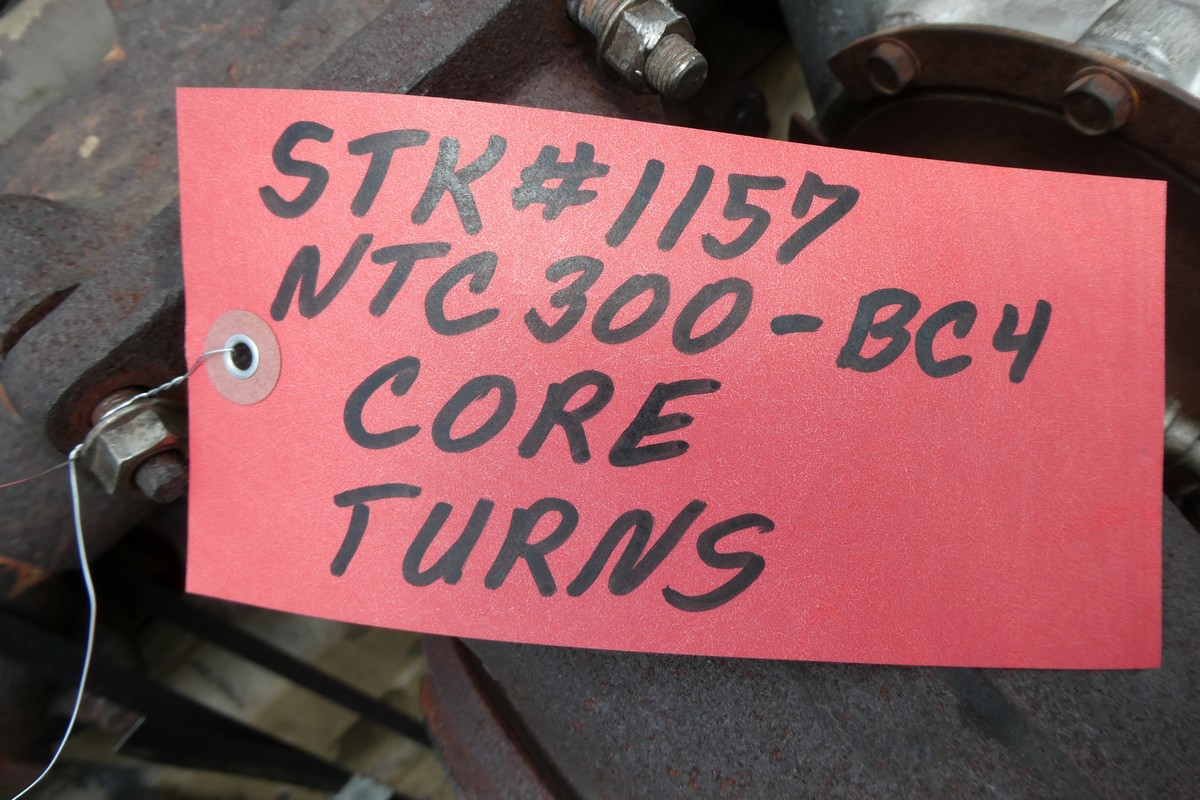 STK#1157
NTC300-BC4
CORE
TURNS